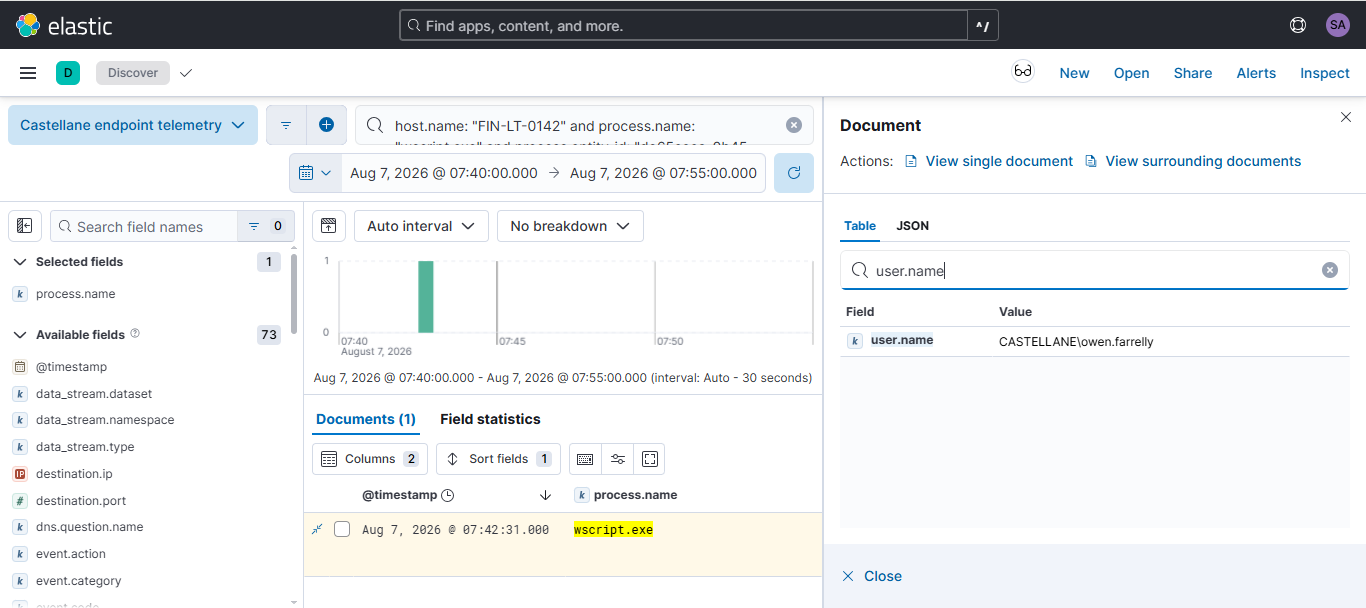 elastic
Find apps, content, and more.
^/
SA
D
Discover
New
Open
Share
Alerts
Inspect
Castellane endpoint telemetry
host.name: "FIN-LT-0142" and process.name:
Aug 7, 2026 @ 07:40:00.000 → Aug 7, 2026 @ 07:55:00.000
Search field names
0
Selected fields
1
k process.name
Available fields
73
@timestamp
k data_stream.dataset
k data_stream.namespace
k data_stream.type
IP destination.ip
# destination.port
k dns.question.name
k event.action
k event.category
k event.code
Auto interval
No breakdown
1
0
07:40
August 7, 2026
07:45
07:50
Aug 7, 2026 @ 07:40:00.000 - Aug 7, 2026 @ 07:55:00.000 (interval: Auto - 30 seconds)
Documents (1)
Field statistics
Columns 2
Sort fields 1
@timestamp
k process.name
Aug 7, 2026 @ 07:42:31.000
wscript.exe
Document
Actions:
View single document
View surrounding documents
Table
JSON
user.name
Field
Value
k user.name
CASTELLANE\owen.farrelly
Close